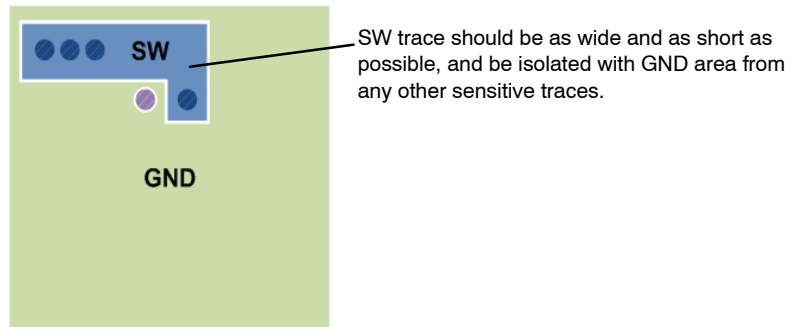 SW
SW trace should be as wide and as short as
possible, and be isolated with GND area from
any other sensitive traces.
GND